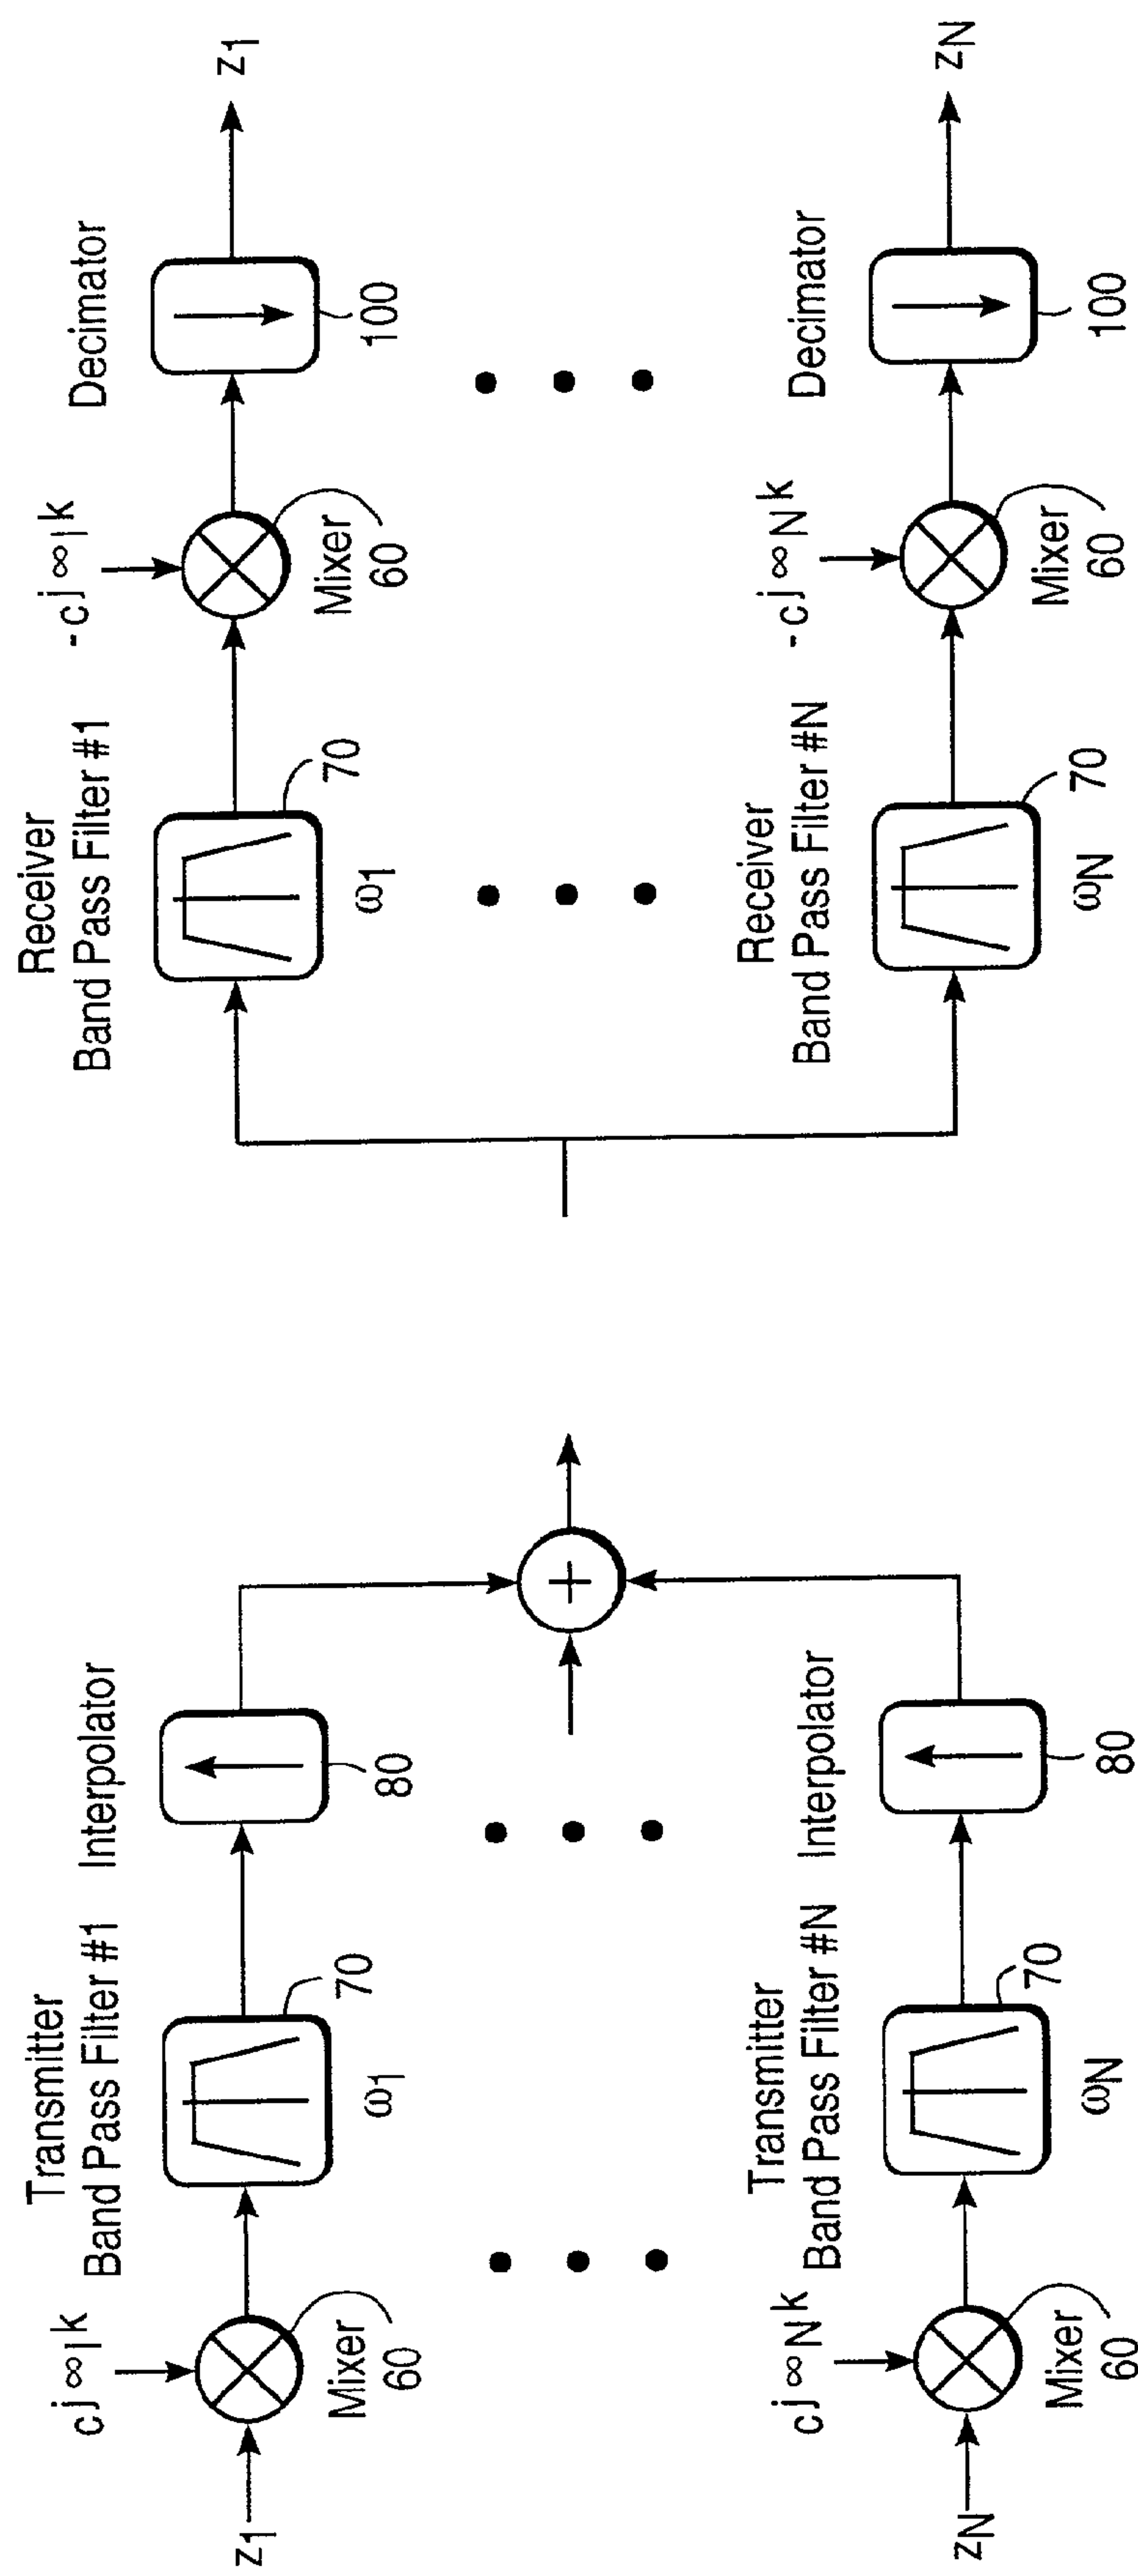 Transmitter
Band Pass Filter #1
Interpolator
cj∞1k
z1
Mixer
60
70
ω1
80
+
Transmitter
Band Pass Filter #N
Interpolator
cj∞Nk
zN
Mixer
60
70
ωN
80
Receiver
Band Pass Filter #1
-cj∞1k
Decimator
z1
70
ω1
Mixer
60
100
Receiver
Band Pass Filter #N
-cj∞Nk
Decimator
zN
70
ωN
Mixer
60
100